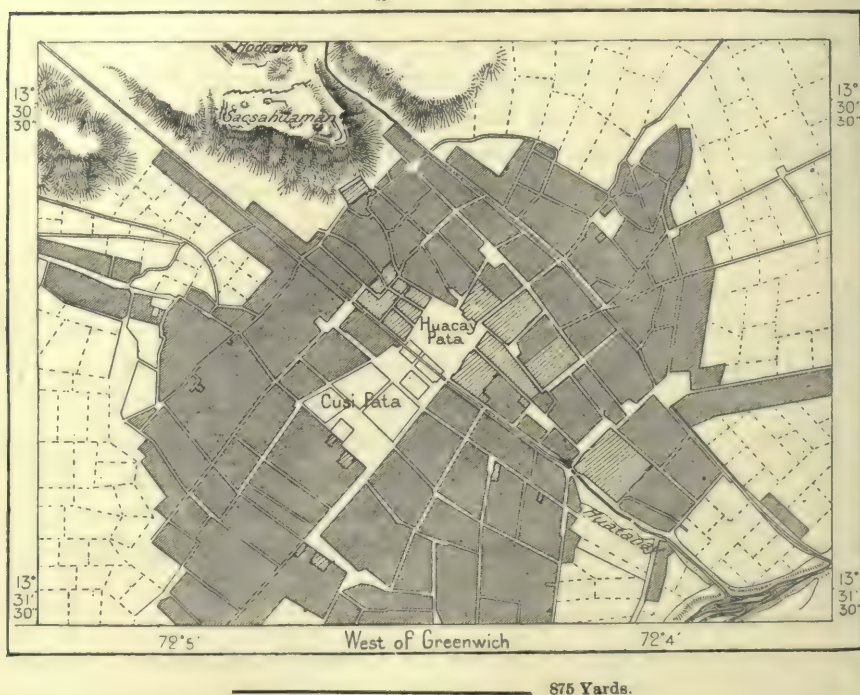 Rodadero
Sacsahuaman
13°
30'
30"
13°
30'
30"
Huacay
Pata
Cusi Pata
Huatanay
13°
31'
30"
13°
31'
30"
72°5'
West of Greenwich
72°4'
875 Yards.